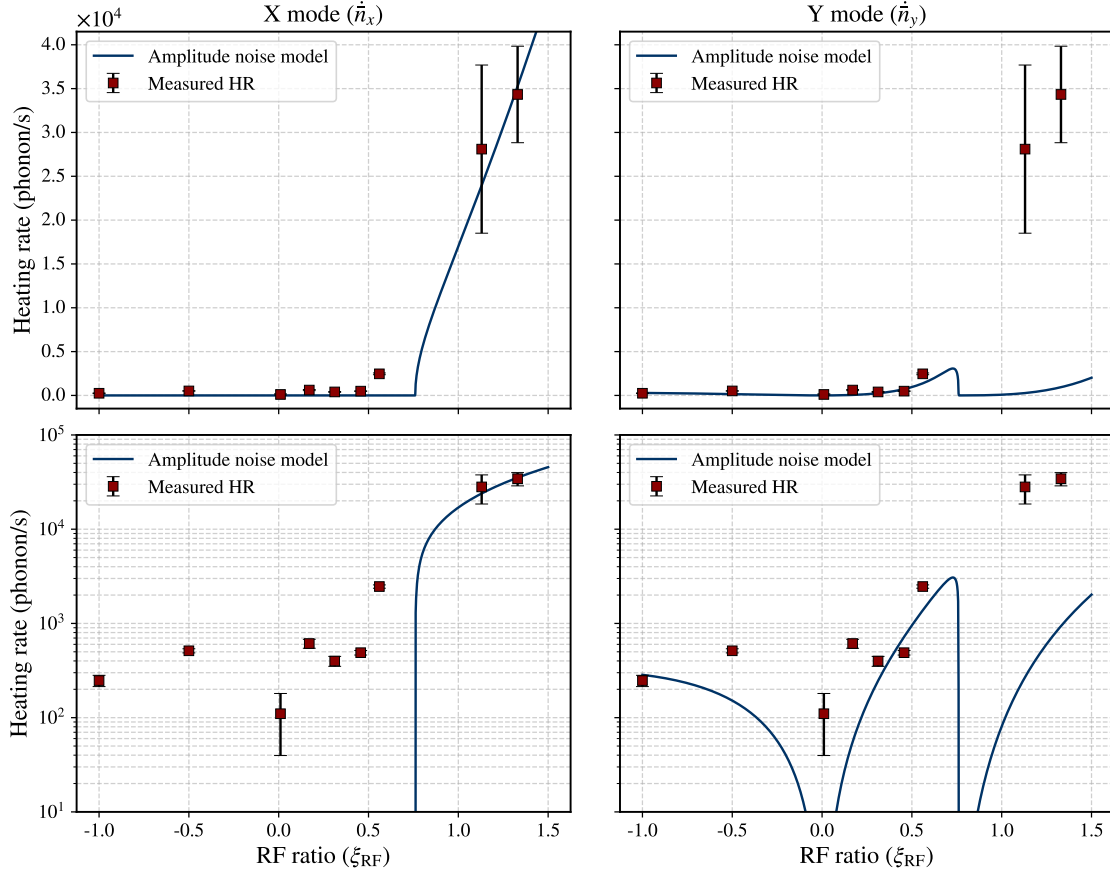 X mode (ṅ̄ₓ)
Y mode (ṅ̄ᵧ)
×10⁴
4.0
3.5
3.0
2.5
2.0
1.5
1.0
0.5
0.0
Heating rate (phonon/s)
Amplitude noise model
Measured HR
Amplitude noise model
Measured HR
10⁵
10⁴
10³
10²
10¹
Heating rate (phonon/s)
Amplitude noise model
Measured HR
Amplitude noise model
Measured HR
-1.0 -0.5 0.0 0.5 1.0 1.5
-1.0 -0.5 0.0 0.5 1.0 1.5
RF ratio (ξRF)
RF ratio (ξRF)